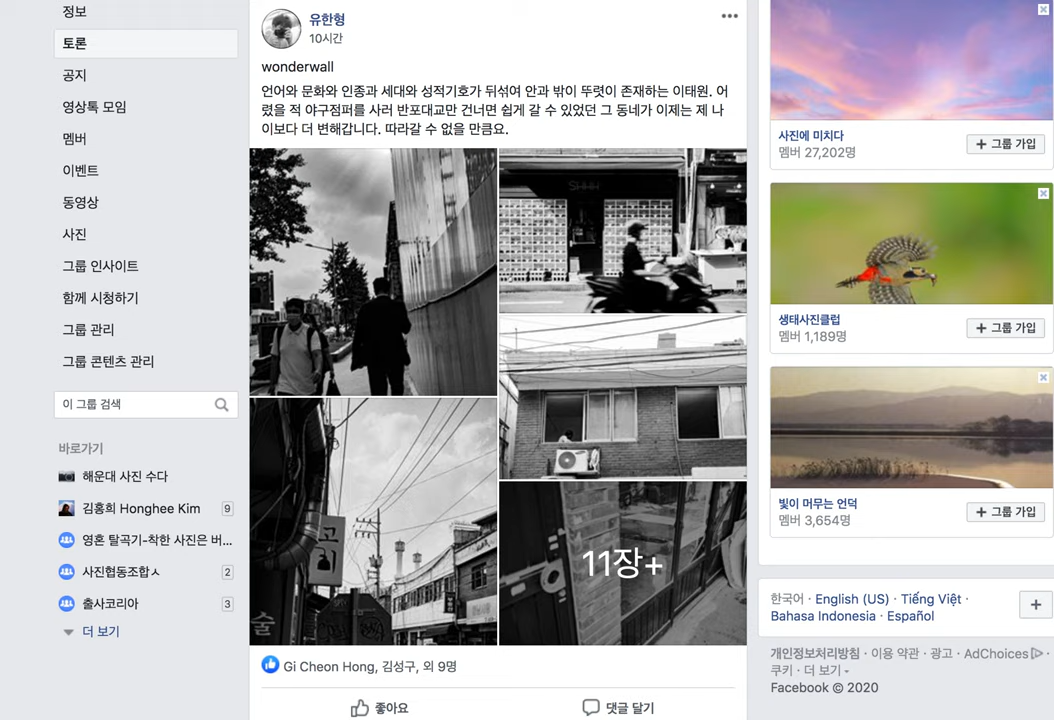 정보
토론
공지
영상톡 모임
멤버
이벤트
동영상
사진
그룹 인사이트
함께 시청하기
그룹 관리
그룹 콘텐츠 관리
이 그룹 검색
바로가기
해운대 사진 수다
김홍희 Honghee Kim 9
영혼 탈곡기-착한 사진은 버...
사진협동조합ㅅ 2
출사코리아 3
더 보기
유한형
10시간
wonderwall
언어와 문화와 인종과 세대와 성적기호가 뒤섞여 안과 밖이 뚜렷이 존재하는 이태원. 어
렸을 적 야구점퍼를 사러 반포대교만 건너면 쉽게 갈 수 있었던 그 동네가 이제는 제 나
이보다 더 변해갑니다. 따라갈 수 없을 만큼요.
SHHH
고리
술
11장+
Gi Cheon Hong, 김성구, 외 9명
좋아요
댓글 달기
사진에 미치다
멤버 27,202명
+ 그룹 가입
생태사진클럽
멤버 1,189명
+ 그룹 가입
빛이 머무는 언덕
멤버 3,654명
+ 그룹 가입
한국어 · English (US) · Tiếng Việt ·
Bahasa Indonesia · Español
개인정보처리방침 · 이용 약관 · 광고 · AdChoices ·
쿠키 · 더 보기
Facebook © 2020